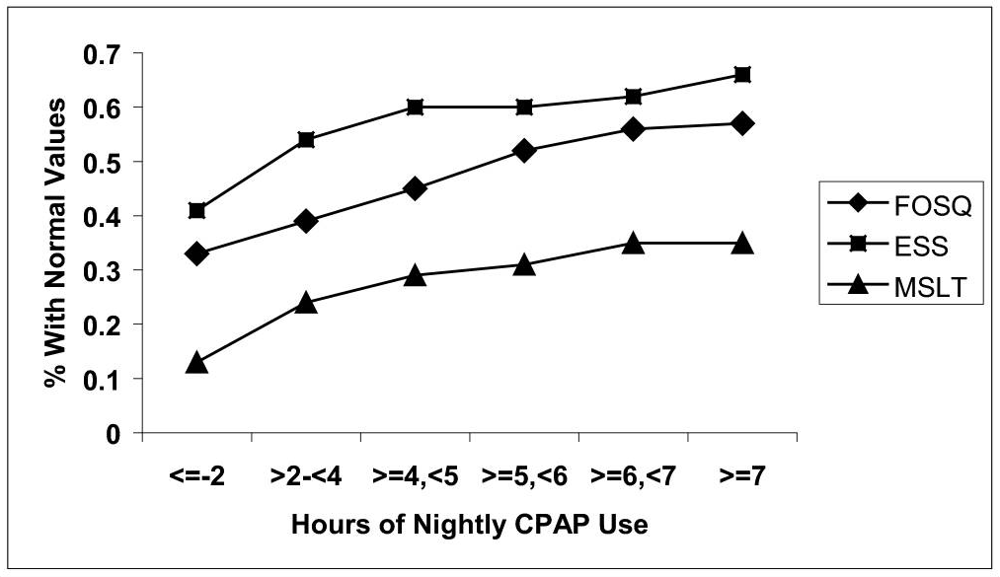 0.7
0.6
0.5
0.4
0.3
0.2
0.1
0
% With Normal Values
<=-2 >2-<4 >=4,<5 >=5,<6 >=6,<7 >=7
Hours of Nightly CPAP Use
FOSQ
ESS
MSLT